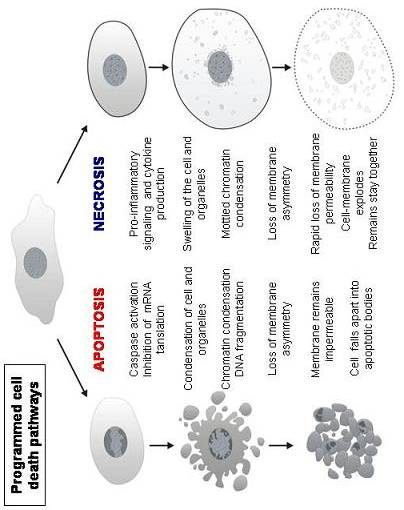 Programmed cell
death pathways
APOPTOSIS
Caspase activation
Inhibition of mRNA
tanslation
Condensation of cell and
organelles
Chromatin condensation
DNA fragmentation
Loss of membrane
asymmetry
Membrane remains
impermeable
Cell falls apart into
apoptotic bodies
NECROSIS
Pro-inflammatory
signaling and cytokine
production
Swelling of the cell and
organelles
Mottled chromatin
condensation
Loss of membrane
asymmetry
Rapid loss of membrane
permeability
Cell-membrane
explodes
Remains stay together